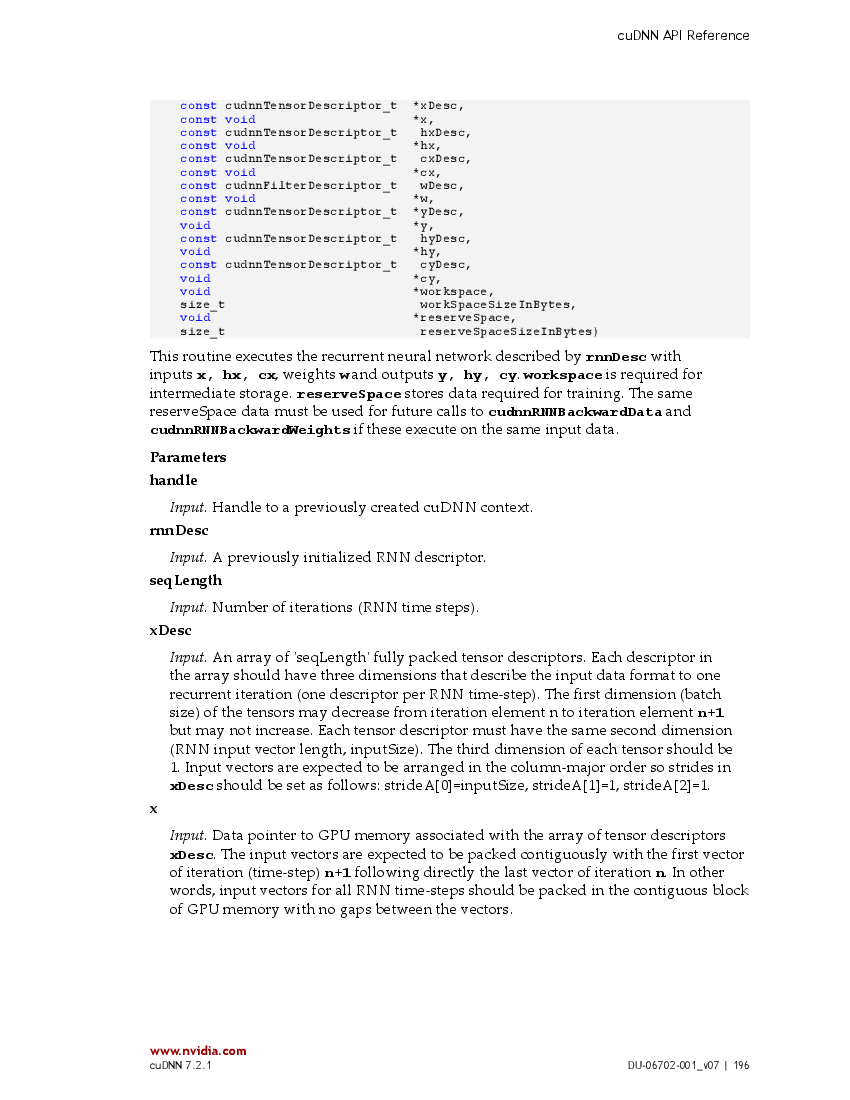 cuDNN API Reference
const cudnnTensorDescriptor_t *xDesc,
const void *x,
const cudnnTensorDescriptor_t hxDesc,
const void *hx,
const cudnnTensorDescriptor_t cxDesc,
const void *cx,
const cudnnFilterDescriptor_t wDesc,
const void *w,
const cudnnTensorDescriptor_t *yDesc,
void *y,
const cudnnTensorDescriptor_t hyDesc,
void *hy,
const cudnnTensorDescriptor_t cyDesc,
void *cy,
void *workspace,
size_t workSpaceSizeInBytes,
void *reserveSpace,
size_t reserveSpaceSizeInBytes)
This routine executes the recurrent neural network described by rnnDesc with
inputs x, hx, cx, weights w and outputs y, hy, cy. workspace is required for
intermediate storage. reserveSpace stores data required for training. The same
reserveSpace data must be used for future calls to cudnnRNNBackwardData and
cudnnRNNBackwardWeights if these execute on the same input data.
Parameters
handle
Input. Handle to a previously created cuDNN context.
rnnDesc
Input. A previously initialized RNN descriptor.
seqLength
Input. Number of iterations (RNN time steps).
xDesc
Input. An array of 'seqLength' fully packed tensor descriptors. Each descriptor in
the array should have three dimensions that describe the input data format to one
recurrent iteration (one descriptor per RNN time-step). The first dimension (batch
size) of the tensors may decrease from iteration element n to iteration element n+1
but may not increase. Each tensor descriptor must have the same second dimension
(RNN input vector length, inputSize). The third dimension of each tensor should be
1. Input vectors are expected to be arranged in the column-major order so strides in
xDesc should be set as follows: strideA[0]=inputSize, strideA[1]=1, strideA[2]=1.
x
Input. Data pointer to GPU memory associated with the array of tensor descriptors
xDesc. The input vectors are expected to be packed contiguously with the first vector
of iteration (time-step) n+1 following directly the last vector of iteration n. In other
words, input vectors for all RNN time-steps should be packed in the contiguous block
of GPU memory with no gaps between the vectors.
www.nvidia.com
cuDNN 7.2.1 DU-06702-001_v07 | 196